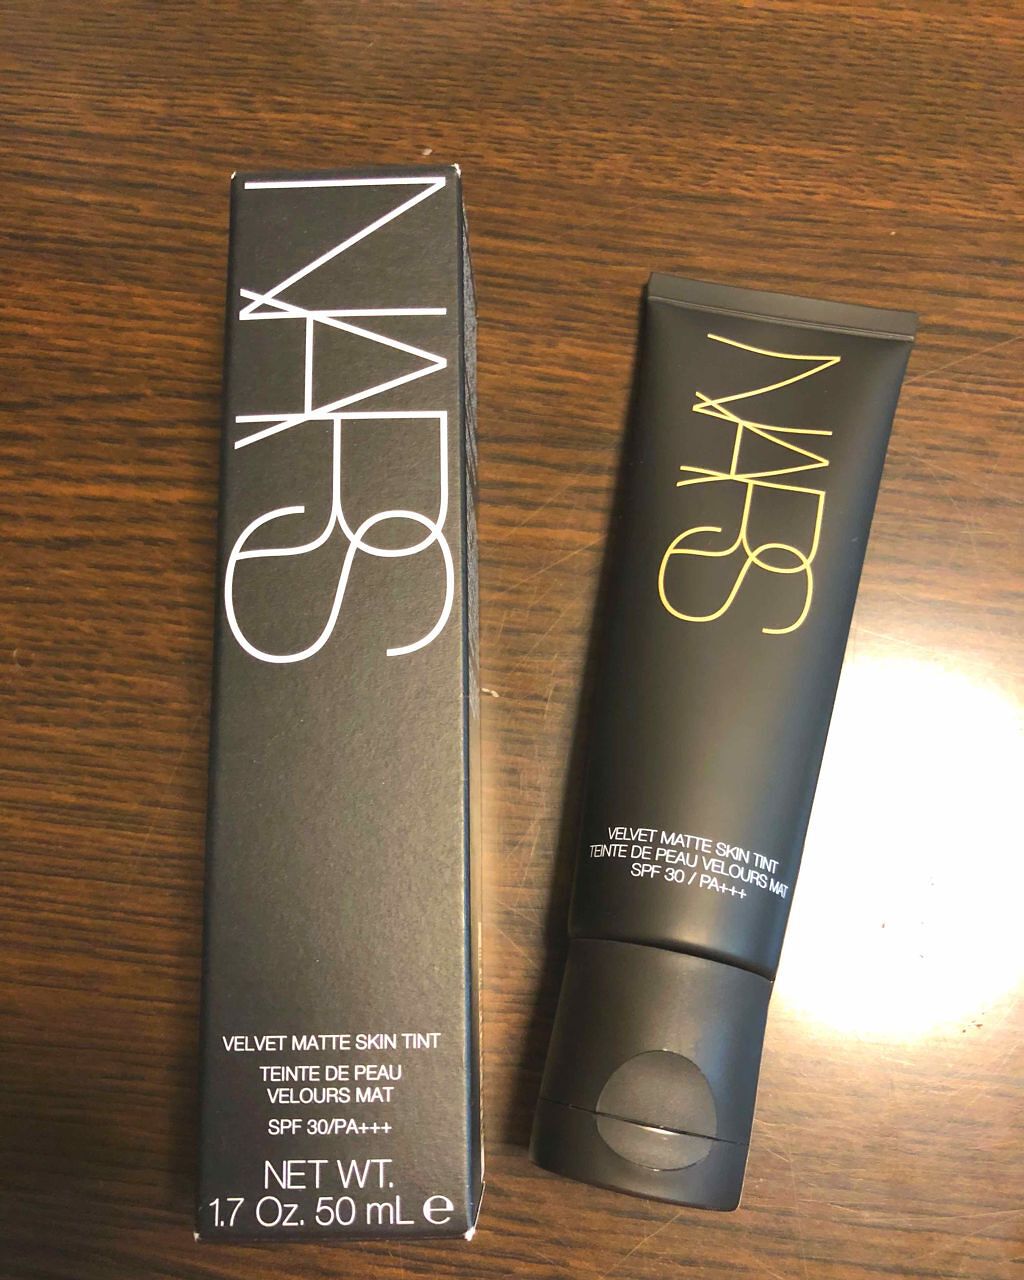 NARS
VELVET MATTE SKIN TINT
TEINTE DE PEAU
VELOURS MAT
SPF 30/PA+++
NET WT.
1.7 Oz. 50 mL ℮
NARS
VELVET MATTE SKIN TINT
TEINTE DE PEAU VELOURS MAT
SPF 30 / PA+++